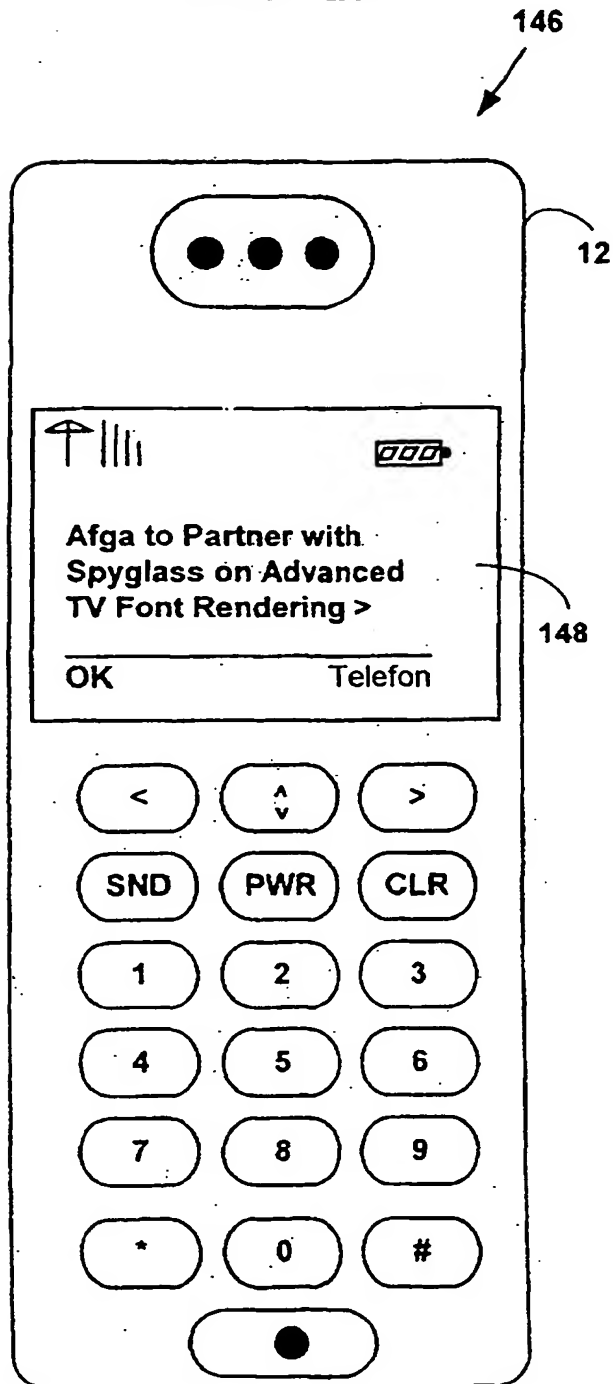 146
12
Afga to Partner with
Spyglass on Advanced
TV Font Rendering >
148
OK Telefon
< ^ v >
SND PWR CLR
1 2 3
4 5 6
7 8 9
* 0 #